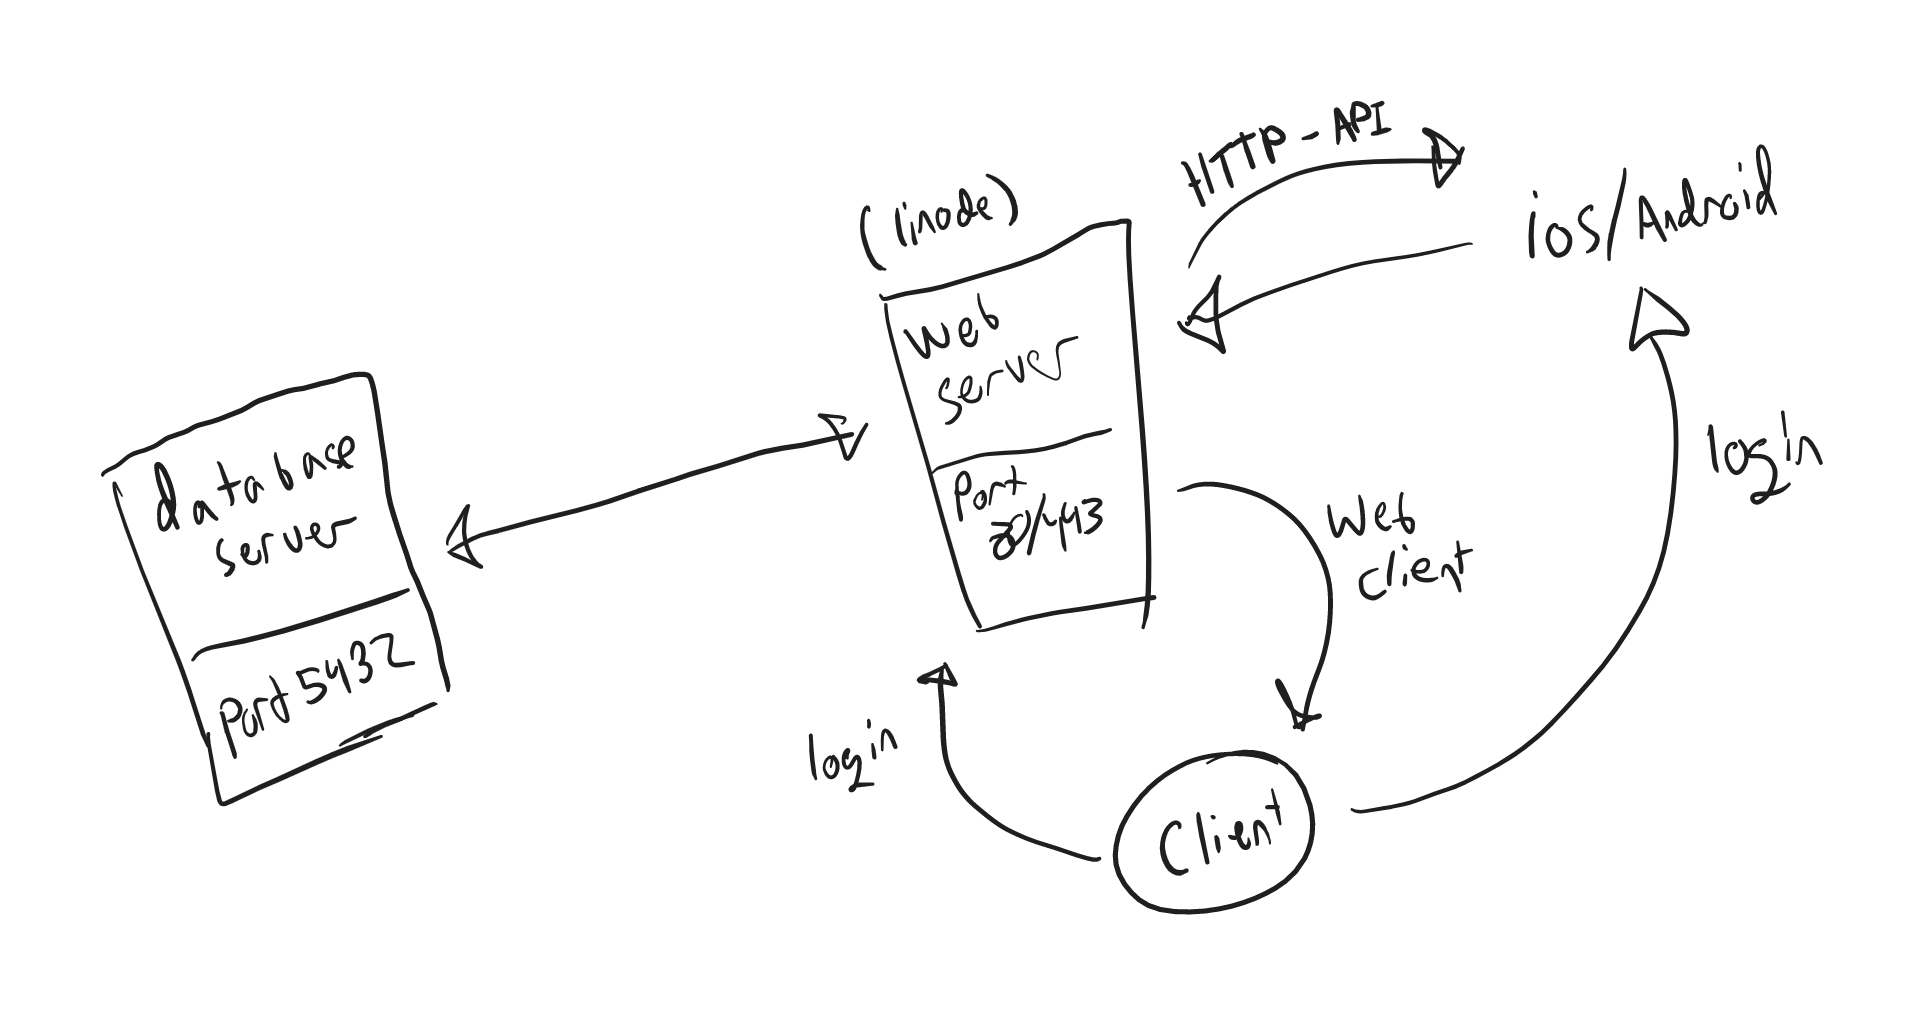 HTTP - API
(linode)
ios/Android
Web
server
Port
80/443
database
server
port 5432
Web
client
login
login
Client